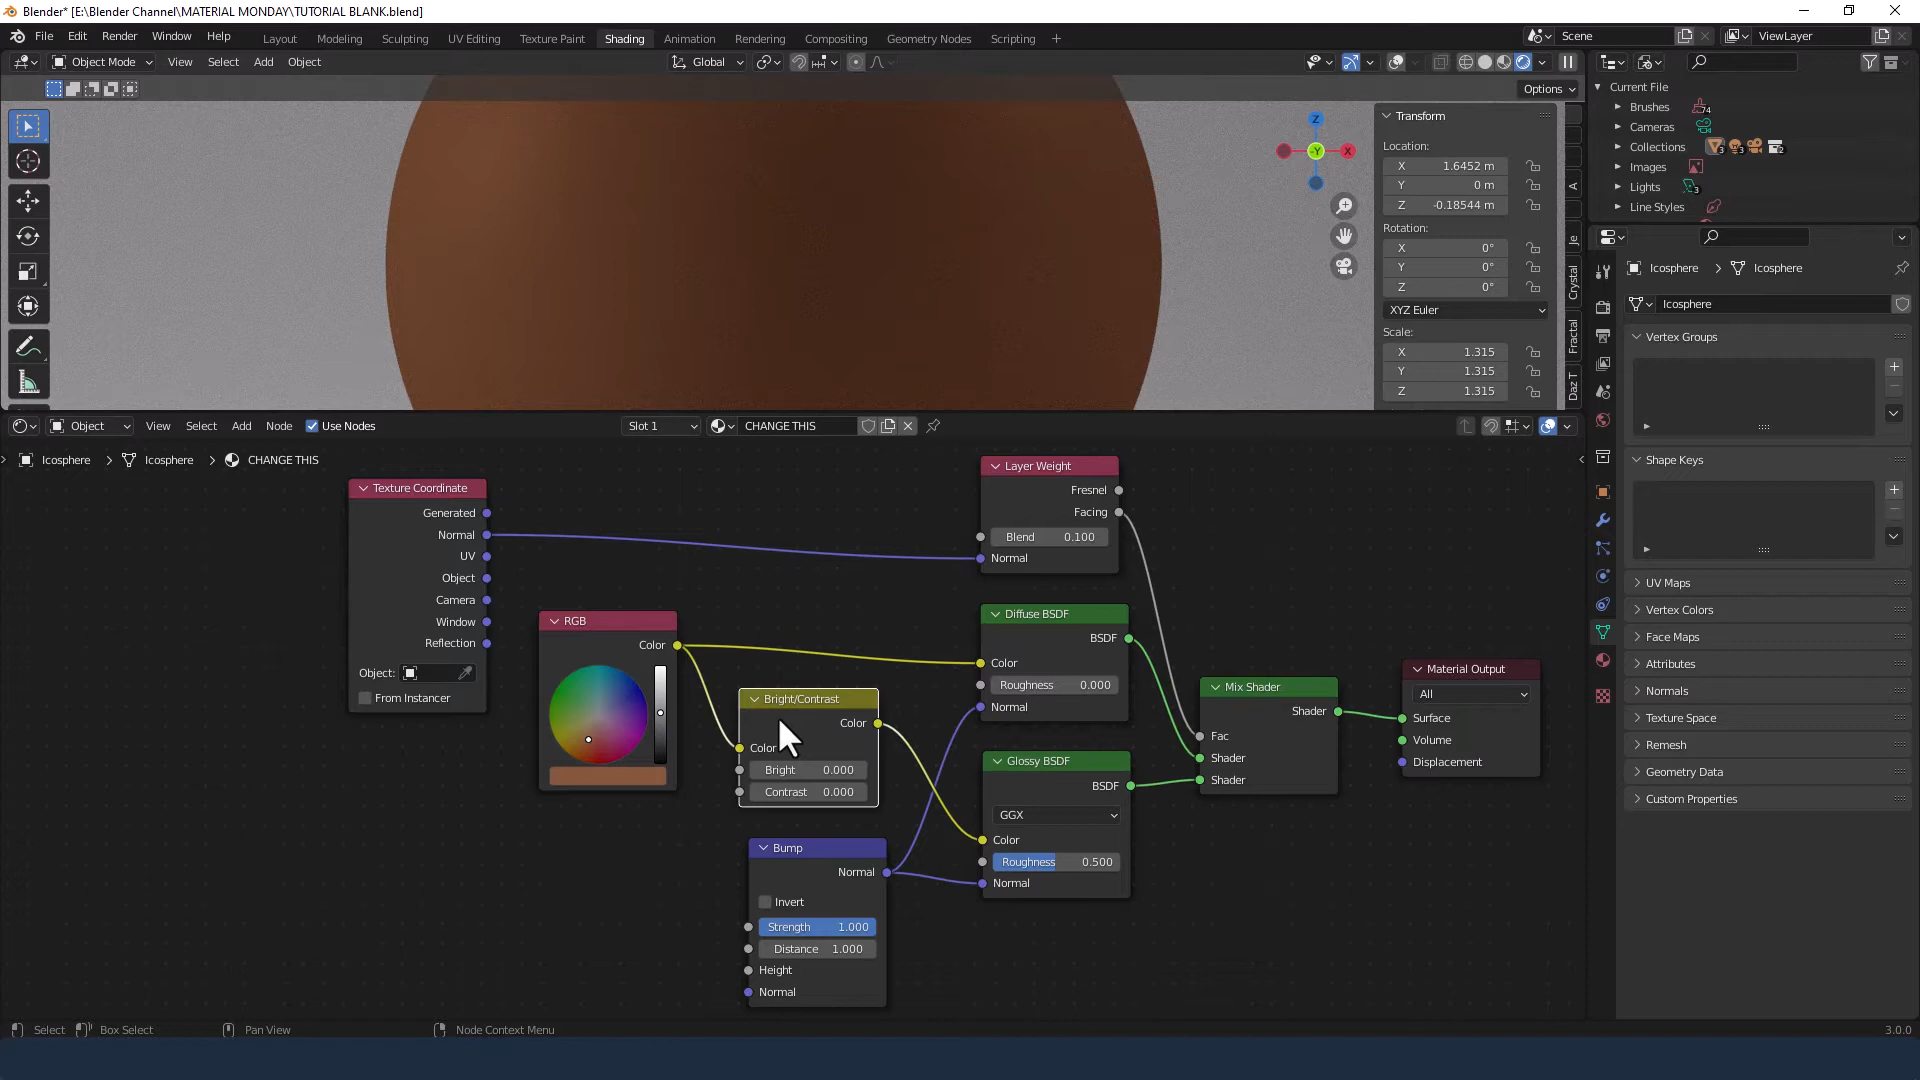 Blender* [E:\Blender Channel\MATERIAL MONDAY\TUTORIAL BLANK.blend]
File Edit Render Window Help Layout Modeling Sculpting UV Editing Texture Paint Shading Animation Rendering Compositing Geometry Nodes Scripting + Scene ViewLayer
Object Mode View Select Add Object Global
Options
Current File
Brushes 74
Cameras
Collections 3 3 2
Images
Lights 3
Line Styles
Z
-Y X
Transform
Location:
X 1.6452 m
Y 0 m
Z -0.18544 m
Rotation:
X 0°
Y 0°
Z 0°
XYZ Euler
Scale:
X 1.315
Y 1.315
Z 1.315
A
Je
Crystal
Fractal
Daz T
Icosphere > Icosphere
Icosphere
Vertex Groups
Shape Keys
UV Maps
Vertex Colors
Face Maps
Attributes
Normals
Texture Space
Remesh
Geometry Data
Custom Properties
Object View Select Add Node Use Nodes Slot 1 CHANGE THIS
Icosphere > Icosphere > CHANGE THIS
Texture Coordinate
Generated
Normal
UV
Object
Camera
Window
Reflection
Object:
From Instancer
RGB
Color
Bright/Contrast
Color
Color
Bright 0.000
Contrast 0.000
Bump
Normal
Invert
Strength 1.000
Distance 1.000
Height
Normal
Layer Weight
Fresnel
Facing
Blend 0.100
Normal
Diffuse BSDF
BSDF
Color
Roughness 0.000
Normal
Glossy BSDF
BSDF
GGX
Color
Roughness 0.500
Normal
Mix Shader
Shader
Fac
Shader
Shader
Material Output
All
Surface
Volume
Displacement
Select Box Select Pan View Node Context Menu 3.0.0